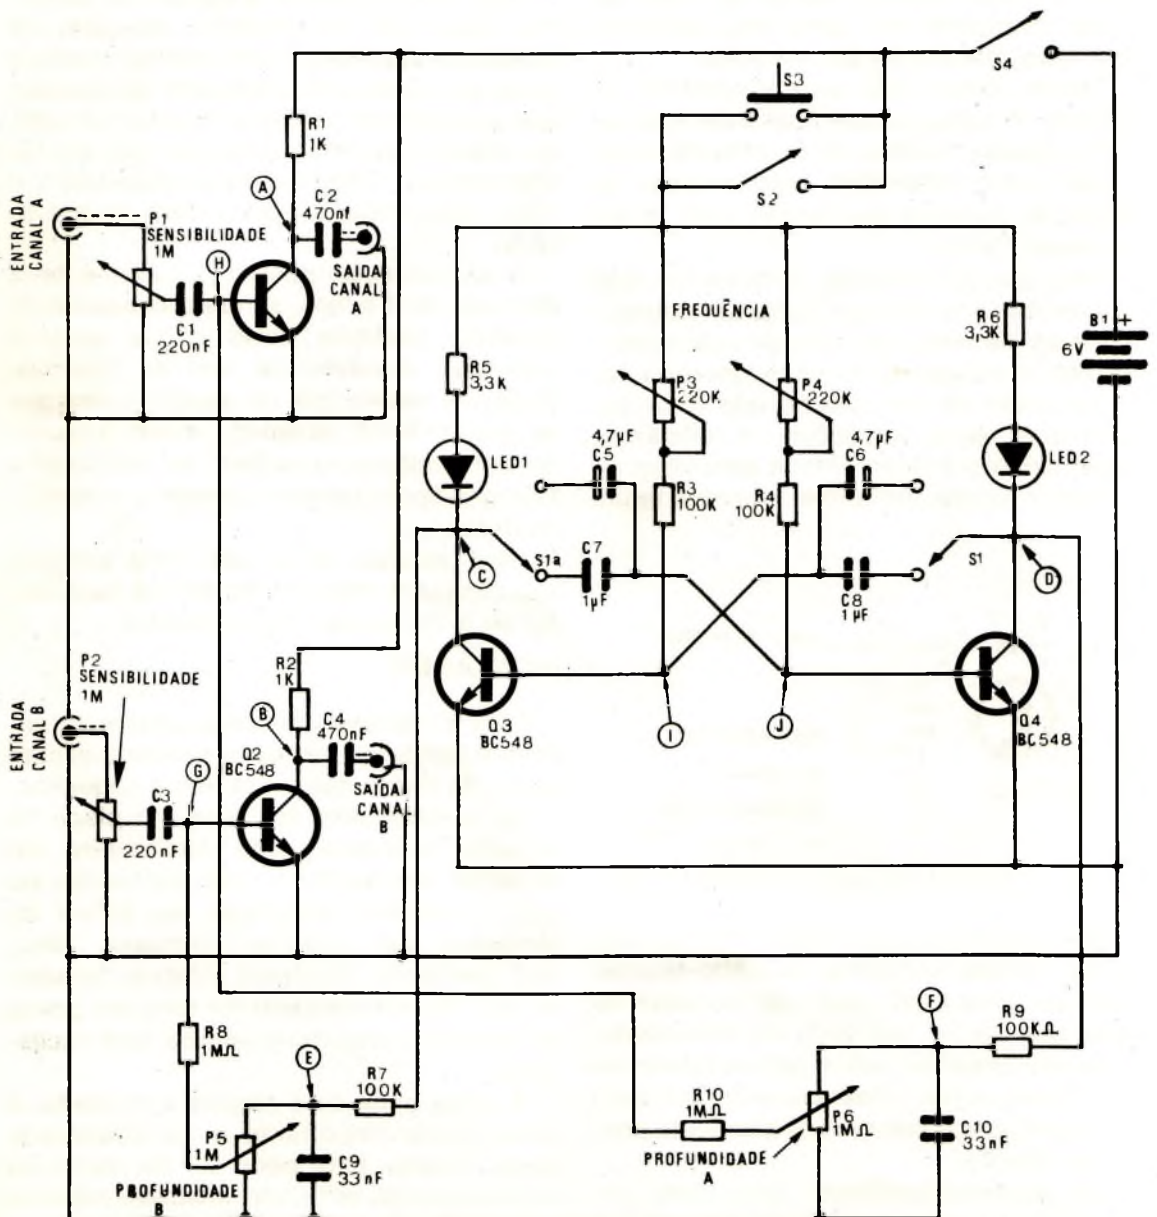 S4
S3
S2
R1
1K
A
C2
470nf
ENTRADA
CANAL A
P1
SENSIBILIDADE
1M
H
SAÍDA
CANAL
A
C1
220nF
FREQUÊNCIA
R6
3,3K
B1 +
6V
R5
3,3K
P3
220K
P4
220K
LED1
4,7µF
C5
4,7µF
C6
LED2
R3
100K
R4
100K
C
S1a
C7
1µF
C8
1µF
S1
D
P2
SENSIBILIDADE
1M
R2
1K
B
C4
470nF
ENTRADA
CANAL B
Q2
BC548
G
SAÍDA
CANAL
B
C3
220nF
Q3
BC548
I
J
Q4
BC548
R8
1MΩ
E
R7
100K
F
R9
100KΩ
P5
1M
C9
33nF
PROFUNDIDADE
B
R10
1MΩ
P6
1MΩ
C10
33nF
PROFUNDIDADE
A